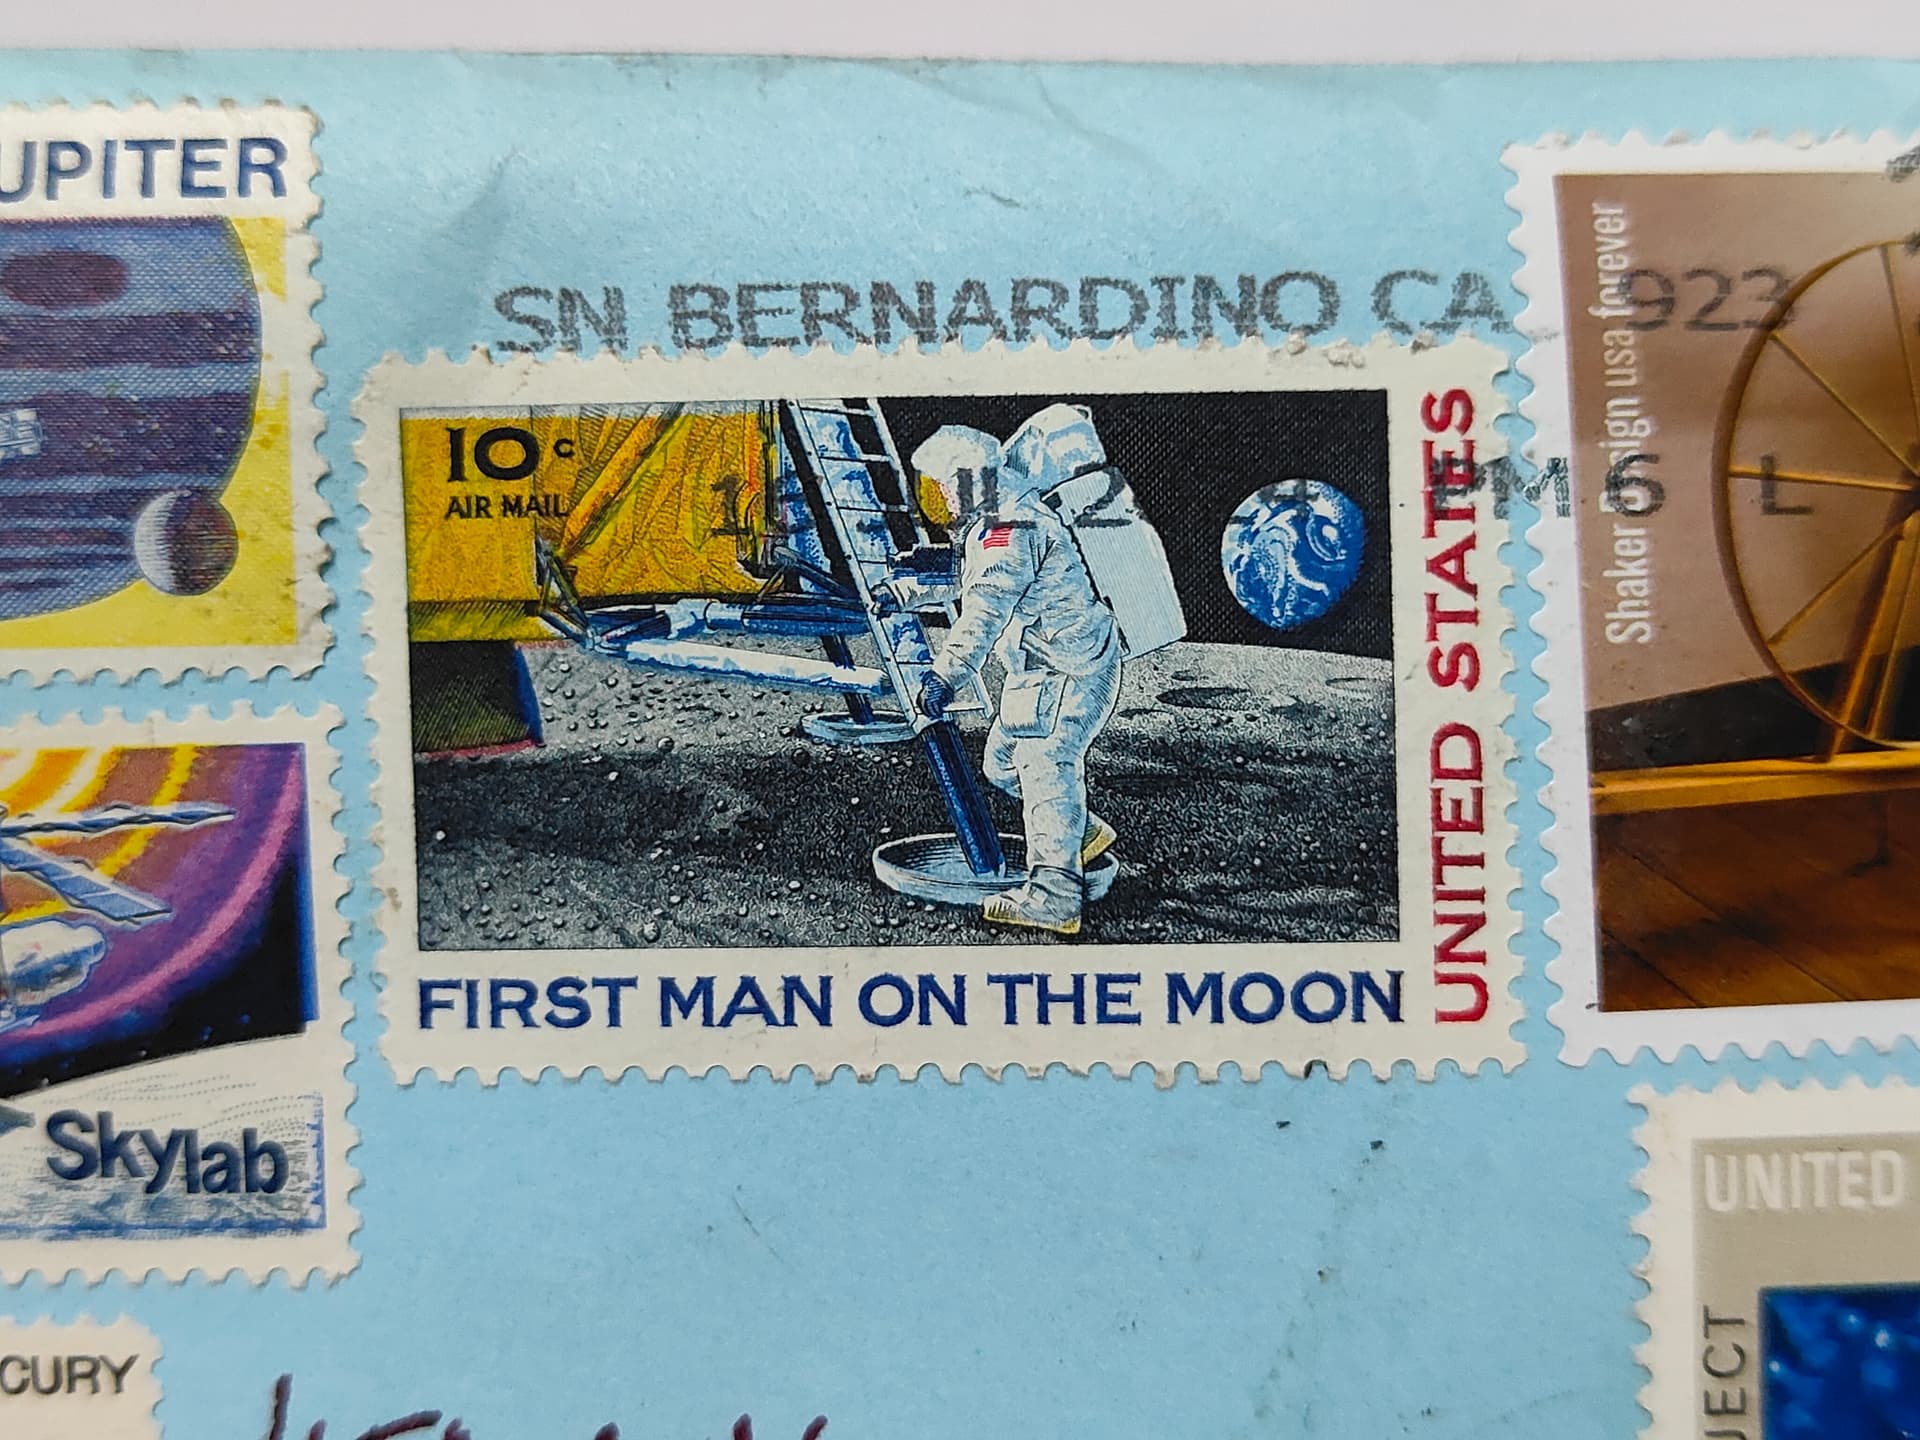 UPITER
SN BERNARDINO CA 923
Shaker Design usa forever
10c
AIR MAIL
PM 6 L
UNITED STATES
FIRST MAN ON THE MOON
Skylab
UNITED
CURY
JECT